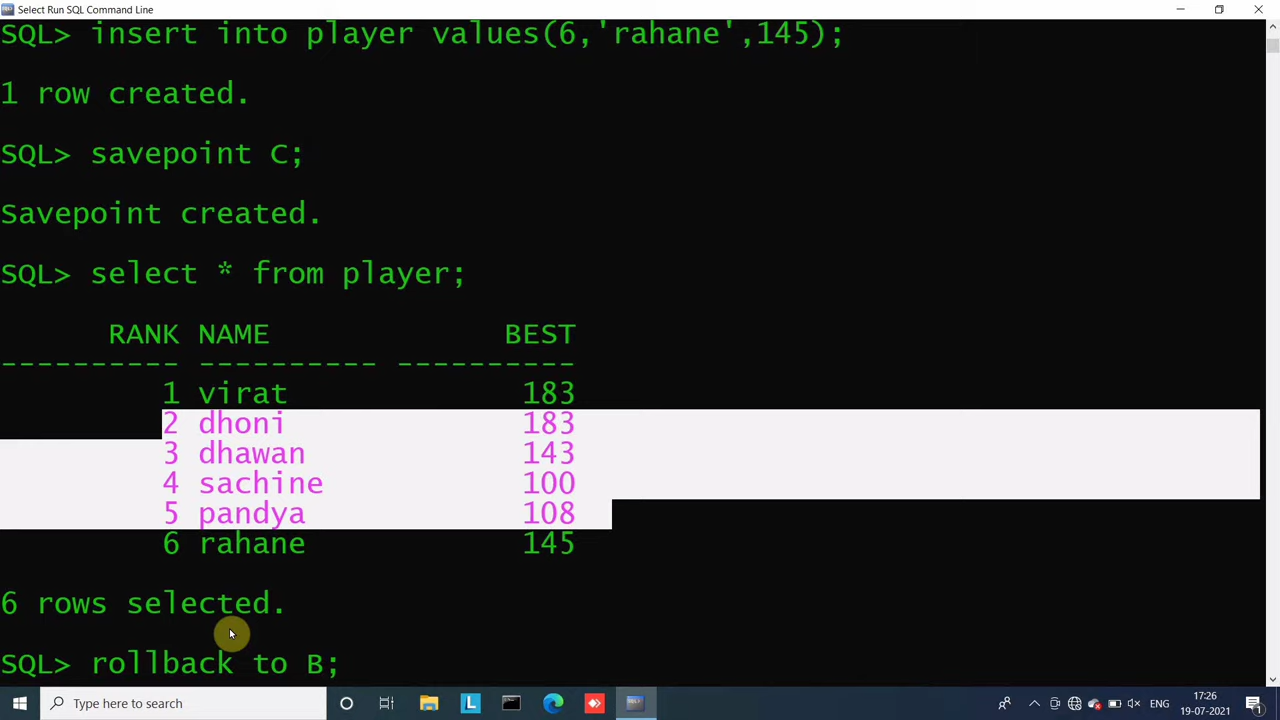 Select Run SQL Command Line
SQL> insert into player values(6,'rahane',145);
1 row created.
SQL> savepoint C;
Savepoint created.
SQL> select * from player;
RANK NAME BEST
---------- ---------- ----------
1 virat 183
2 dhoni 183
3 dhawan 143
4 sachine 100
5 pandya 108
6 rahane 145
6 rows selected.
SQL> rollback to B;
Type here to search
L
ENG
17:26
19-07-2021
1